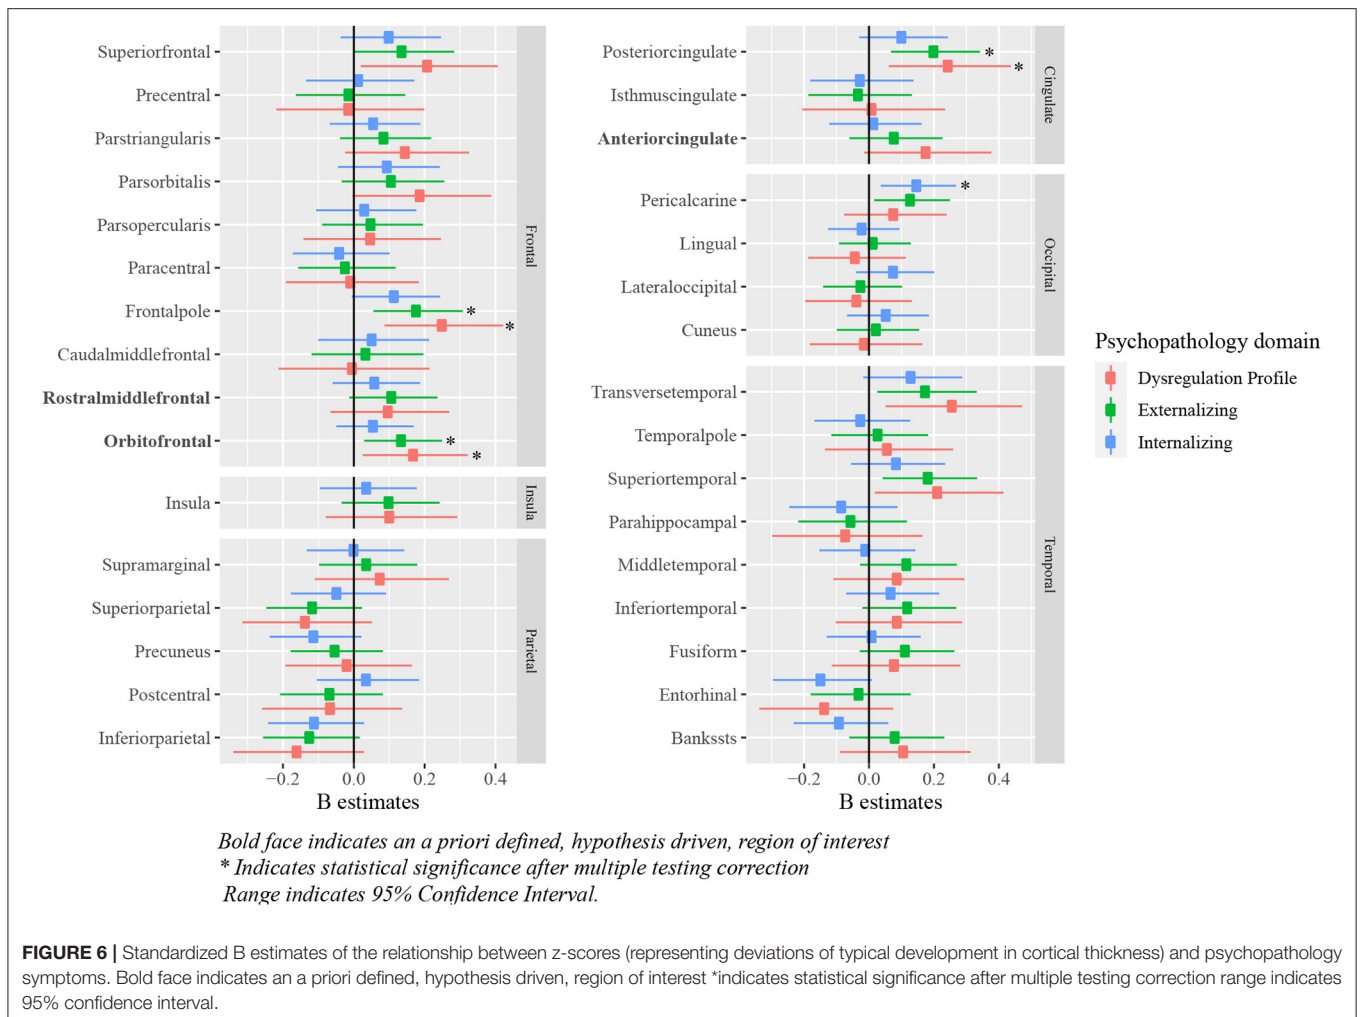 Superiorfrontal
Precentral
Parstriangularis
Parsorbitalis
Parsopercularis
Paracentral
Frontalpole
* *
Caudalmiddlefrontal
Rostralmiddlefrontal
Orbitofrontal
* *
Frontal
Insula
Insula
Supramarginal
Superiorparietal
Precuneus
Postcentral
Inferiorparietal
Parietal
−0.2 0.0 0.2 0.4
B estimates
Posteriorcingulate
* *
Isthmuscingulate
Anteriorcingulate
Cingulate
Pericalcarine *
Lingual
Lateraloccipital
Cuneus
Occipital
Transversetemporal
Temporalpole
Superiortemporal
Parahippocampal
Middletemporal
Inferiortemporal
Fusiform
Entorhinal
Bankssts
Temporal
−0.2 0.0 0.2 0.4
B estimates
Psychopathology domain
Dysregulation Profile
Externalizing
Internalizing
Bold face indicates an a priori defined, hypothesis driven, region of interest
* Indicates statistical significance after multiple testing correction
Range indicates 95% Confidence Interval.
FIGURE 6 | Standardized B estimates of the relationship between z-scores (representing deviations of typical development in cortical thickness) and psychopathology
symptoms. Bold face indicates an a priori defined, hypothesis driven, region of interest *indicates statistical significance after multiple testing correction range indicates
95% confidence interval.